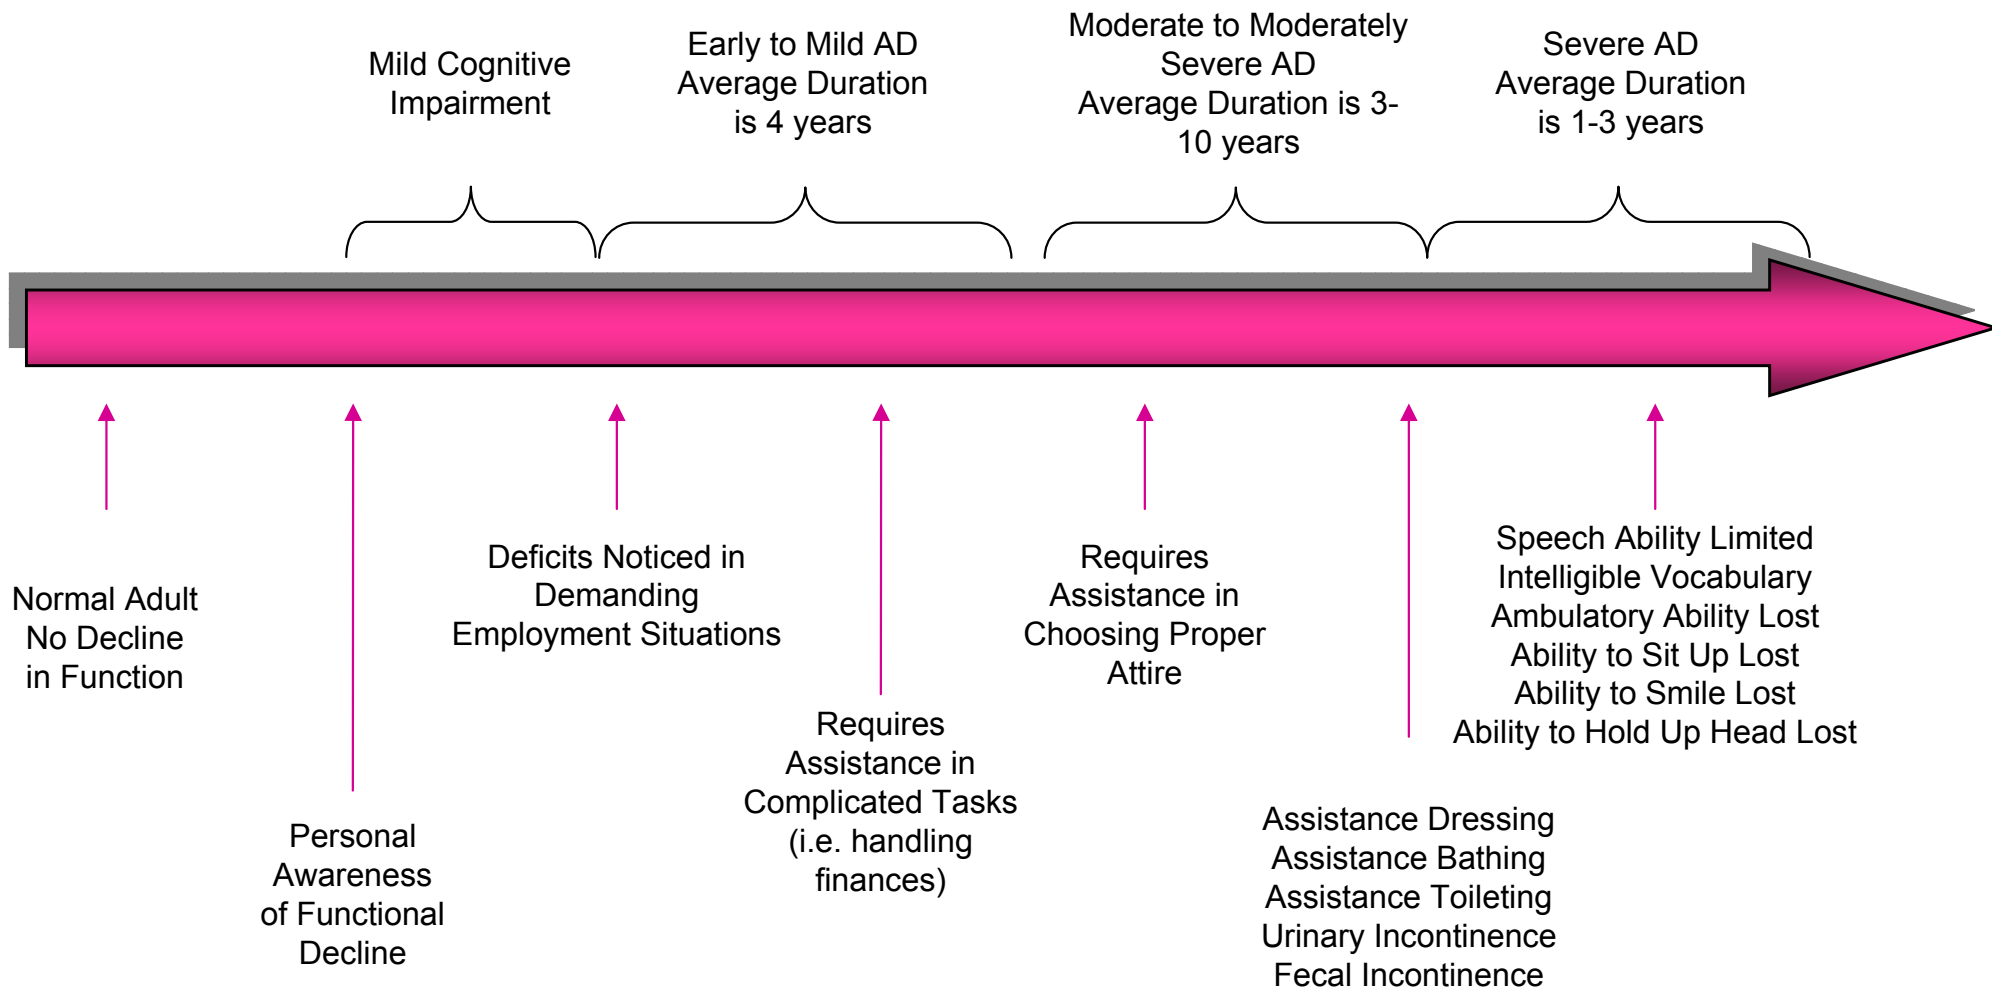 Mild Cognitive
Impairment
Early to Mild AD
Average Duration
is 4 years
Moderate to Moderately
Severe AD
Average Duration is 3-
10 years
Severe AD
Average Duration
is 1-3 years
Normal Adult
No Decline
in Function
Personal
Awareness
of Functional
Decline
Deficits Noticed in
Demanding
Employment Situations
Requires
Assistance in
Complicated Tasks
(i.e. handling
finances)
Requires
Assistance in
Choosing Proper
Attire
Assistance Dressing
Assistance Bathing
Assistance Toileting
Urinary Incontinence
Fecal Incontinence
Speech Ability Limited
Intelligible Vocabulary
Ambulatory Ability Lost
Ability to Sit Up Lost
Ability to Smile Lost
Ability to Hold Up Head Lost